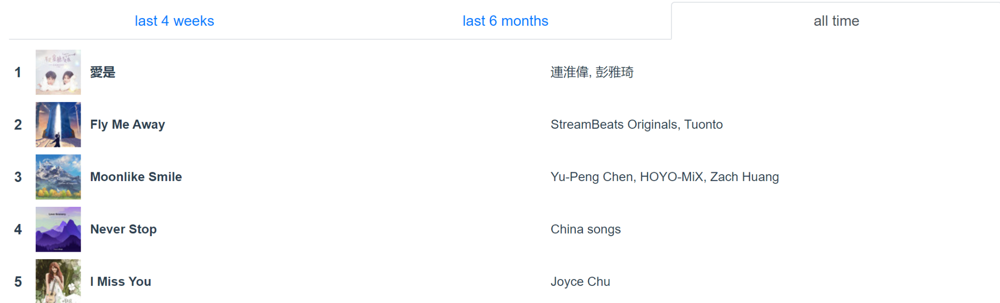 last 4 weeks
last 6 months
all time
1 愛是 連淮偉, 彭雅琦
2 Fly Me Away StreamBeats Originals, Tuonto
3 Moonlike Smile Yu-Peng Chen, HOYO-MiX, Zach Huang
4 Never Stop China songs
Love Scenery
5 I Miss You Joyce Chu